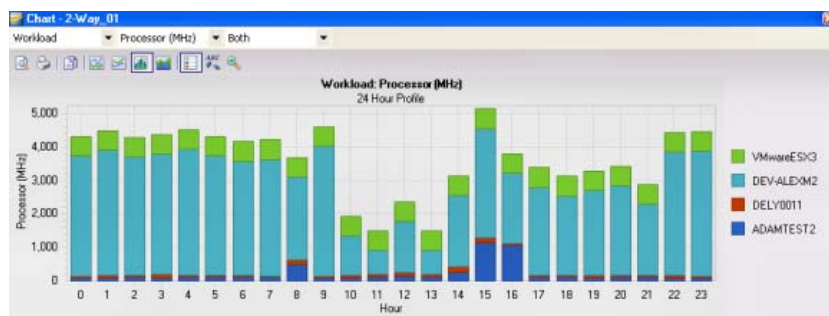 Chart - 2-Way_01
Workload Processor (MHz) Both
ABC
Workload: Processor (MHz)
24 Hour Profile
Processor (MHz)
5,000
4,000
3,000
2,000
1,000
0
0 1 2 3 4 5 6 7 8 9 10 11 12 13 14 15 16 17 18 19 20 21 22 23
Hour
VMwareESX3
DEV-ALEXM2
DELY0011
ADAMTEST2